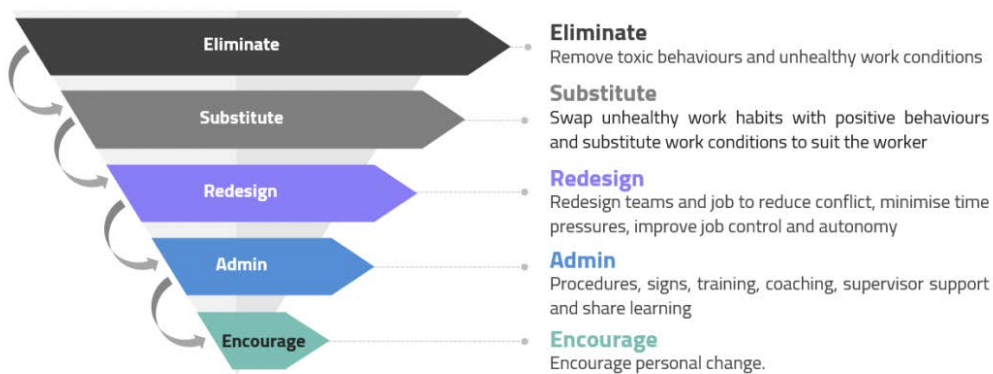 Eliminate
Eliminate
Remove toxic behaviours and unhealthy work conditions
Substitute
Substitute
Swap unhealthy work habits with positive behaviours
and substitute work conditions to suit the worker
Redesign
Redesign
Redesign teams and job to reduce conflict, minimise time
pressures, improve job control and autonomy
Admin
Admin
Procedures, signs, training, coaching, supervisor support
and share learning
Encourage
Encourage
Encourage personal change.